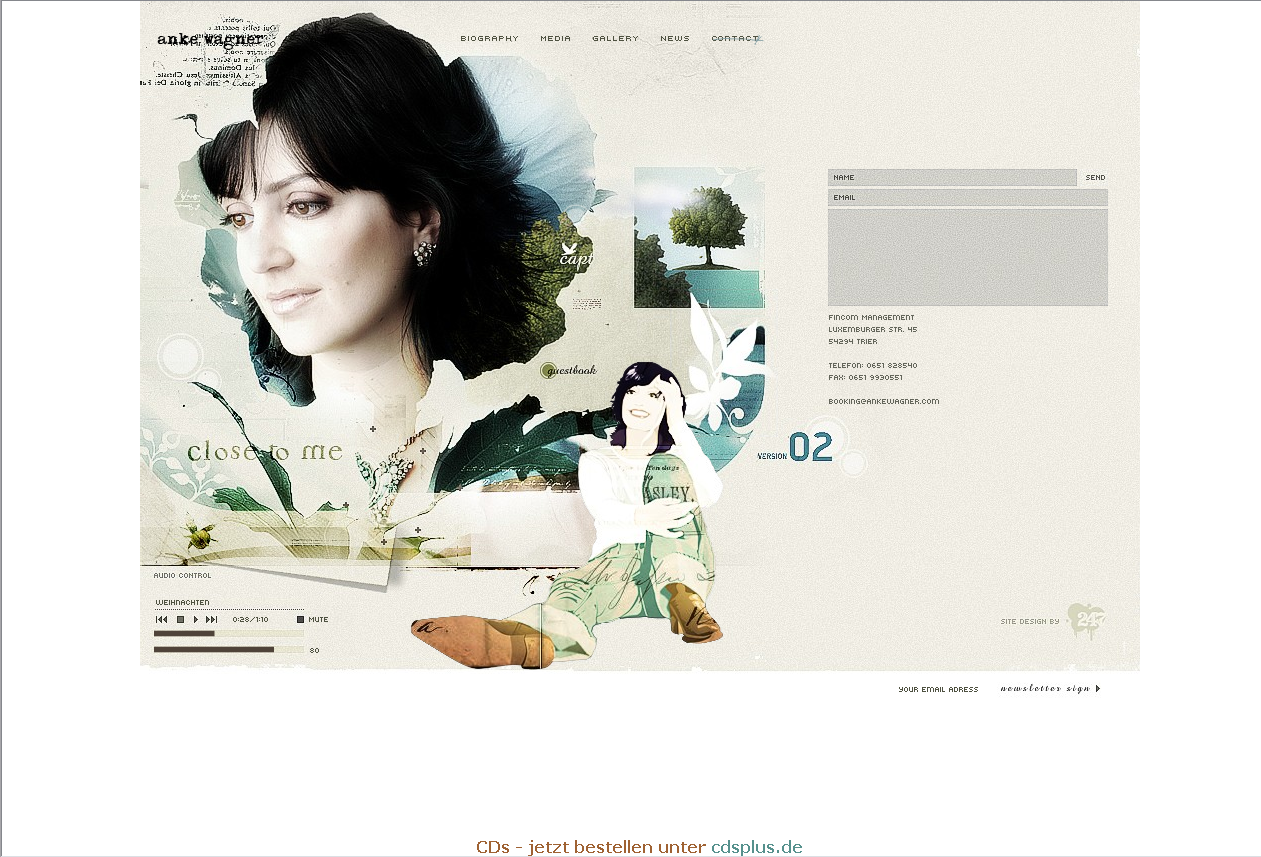 anke wagner
BIOGRAPHY MEDIA GALLERY NEWS CONTACT
NAME
SEND
EMAIL
capt
FINCOM MANAGEMENT
LUXEMBURGER STR. 45
54294 TRIER
TELEFON: 0651 828540
FAX: 0651 9930551
BOOKING@ANKEWAGNER.COM
guestbook
close to me
VERSION 02
AUDIO CONTROL
WEIHNACHTEN
0:28/1:10
MUTE
80
SITE DESIGN BY 247
YOUR EMAIL ADRESS
newsletter sign
CDs - jetzt bestellen unter cdsplus.de